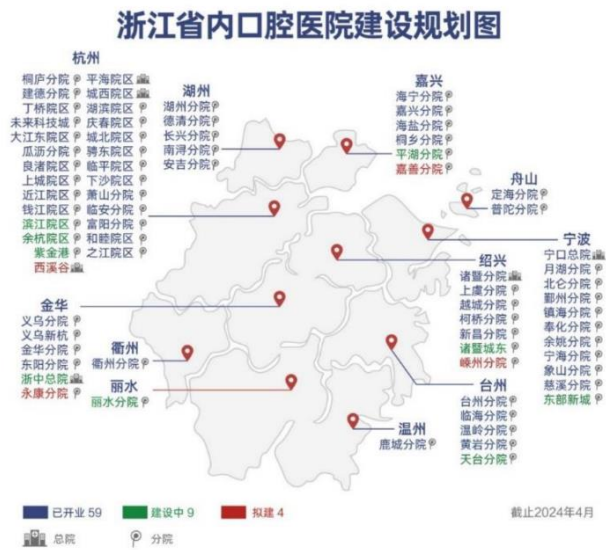 浙江省内口腔医院建设规划图
杭州
桐庐分院 平海院区
建德分院 城西院区
丁桥院区 湖滨院区
未来科技城 庆春院区
大江东院区 城北院区
瓜沥分院 骋东院区
良渚院区 临平院区
上城院区 下沙院区
近江院区 萧山分院
钱江院区 临安分院
滨江院区 富阳分院
余杭院区 和睦院区
紫金港 之江院区
西溪谷
湖州
湖州分院
德清分院
长兴分院
南浔分院
安吉分院
嘉兴
海宁分院
嘉兴分院
海盐分院
桐乡分院
平湖分院
嘉善分院
舟山
定海分院
普陀分院
宁波
宁口总院
月湖分院
北仑分院
鄞州分院
镇海分院
奉化分院
余姚分院
宁海分院
象山分院
慈溪分院
东部新城
绍兴
诸暨分院
上虞分院
越城分院
柯桥分院
新昌分院
诸暨城东
嵊州分院
金华
义乌分院
义乌新杭
金华分院
东阳分院
浙中总院
永康分院
衢州
衢州分院
丽水
丽水分院
台州
台州分院
临海分院
温岭分院
黄岩分院
天台分院
温州
鹿城分院
已开业 59 建设中 9 拟建 4
截止2024年4月
总院 分院